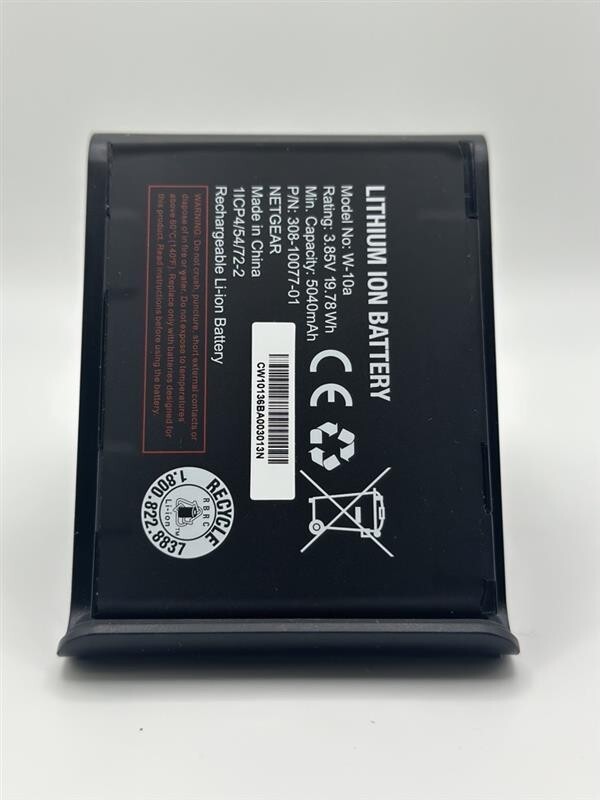 LITHIUM ION BATTERY
Model No: W-10a
Rating: 3.85V 19.78Wh
Min. Capacity: 5040mAh
P/N: 308-10077-01
NETGEAR
Made in China
1ICP4/54/72-2
Rechargeable Li-ion Battery
WARNING: Do not crush, puncture, short external contacts or
dispose of in fire or water. Do not expose to temperatures
above 60°C (140°F). Replace only with batteries designed for
this product. Read instructions before using the battery.
CE
CW10136BA003013N
RECYCLE
RBRC
Li-ion
TM
1.800.822.8837